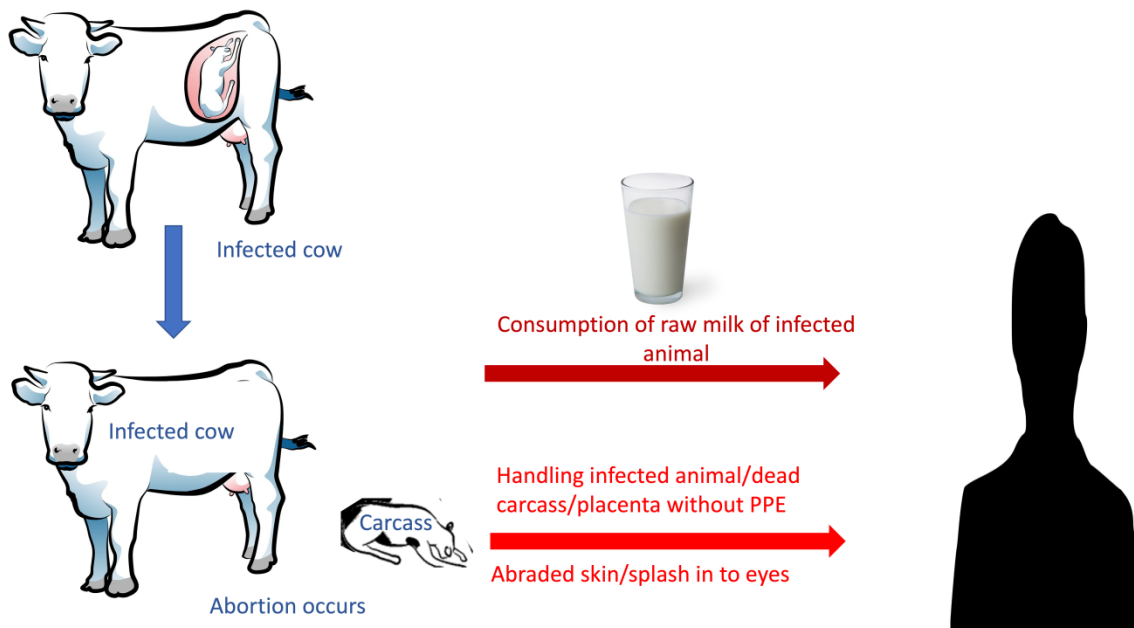 Infected cow
Consumption of raw milk of infected
animal
Infected cow
Handling infected animal/dead
carcass/placenta without PPE
Carcass
Abraded skin/splash in to eyes
Abortion occurs